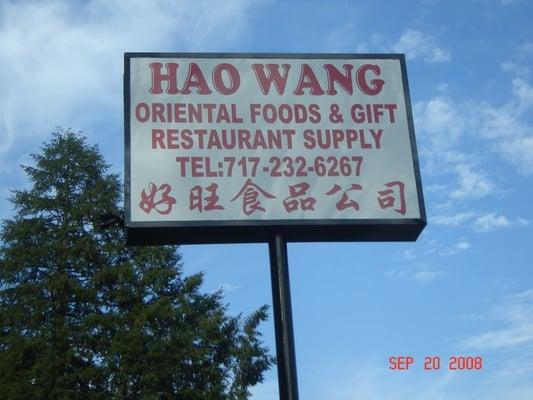 HAO WANG
ORIENTAL FOODS & GIFT
RESTAURANT SUPPLY
TEL:717-232-6267
好旺食品公司
SEP 20 2008